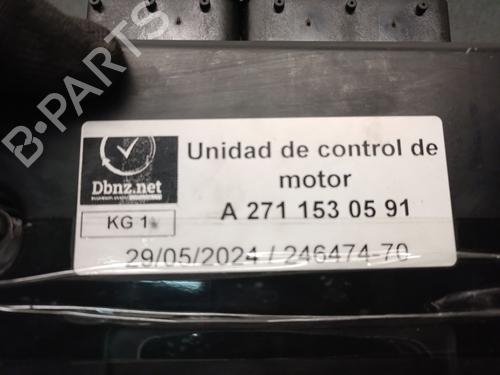 B-PARTS
Dbnz.net
Unidad de control de
motor
KG 1
A 271 153 05 91
29/05/2024 / 246474-70